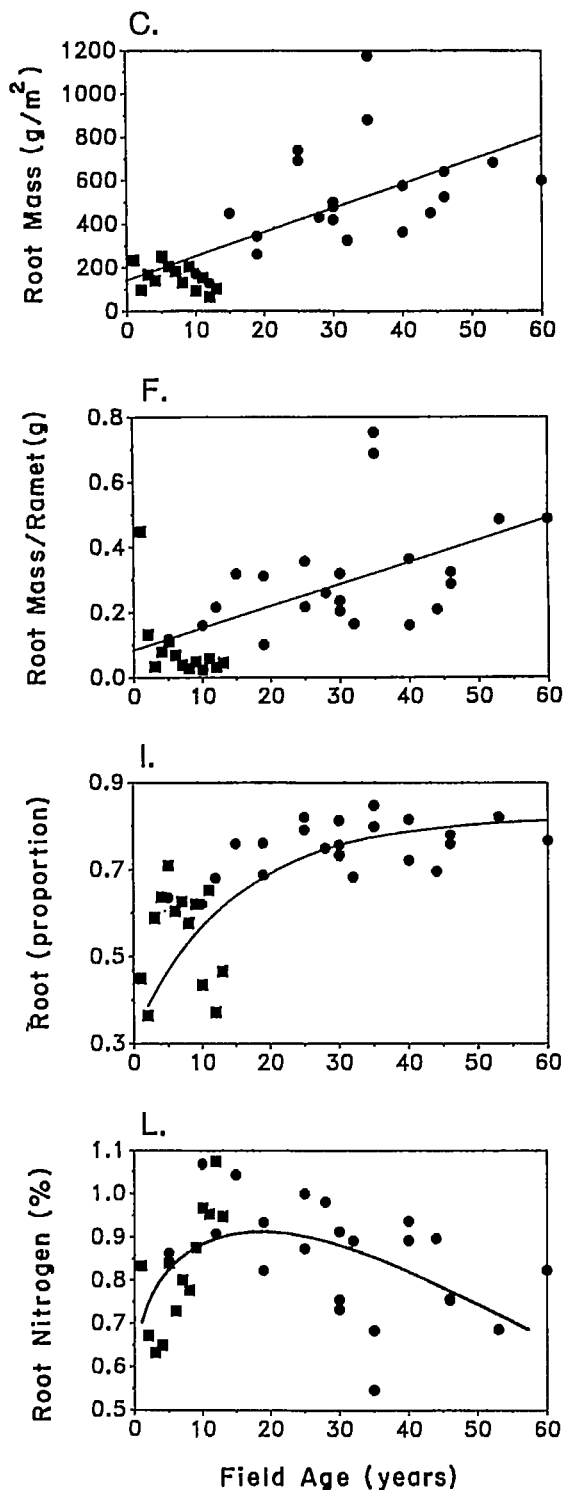 C.
Root Mass (g/m²)
1200
1000
800
600
400
200
0
0 10 20 30 40 50 60
F.
Root Mass/Ramet(g)
0.8
0.6
0.4
0.2
0.0
0 10 20 30 40 50 60
I.
Root (proportion)
0.9
0.7
0.5
0.3
0 10 20 30 40 50 60
L.
Root Nitrogen (%)
1.1
1.0
0.9
0.8
0.7
0.6
0.5
0 10 20 30 40 50 60
Field Age (years)